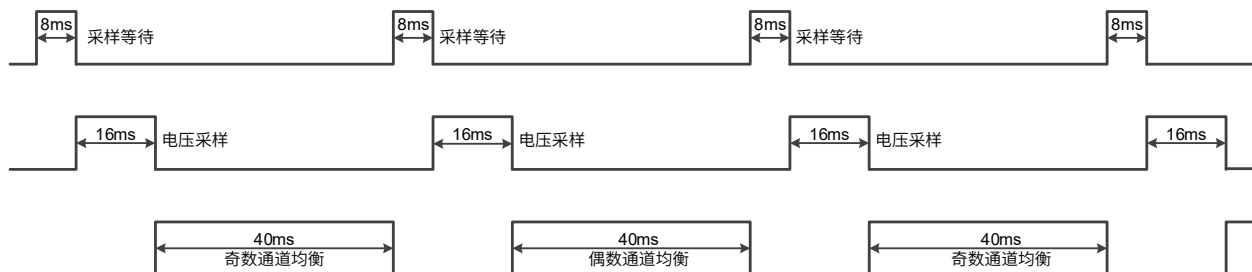 8ms 采样等待 8ms 采样等待 8ms 采样等待 8ms
16ms 电压采样 16ms 电压采样 16ms 电压采样 16ms
40ms 40ms 40ms
奇数通道均衡 偶数通道均衡 奇数通道均衡